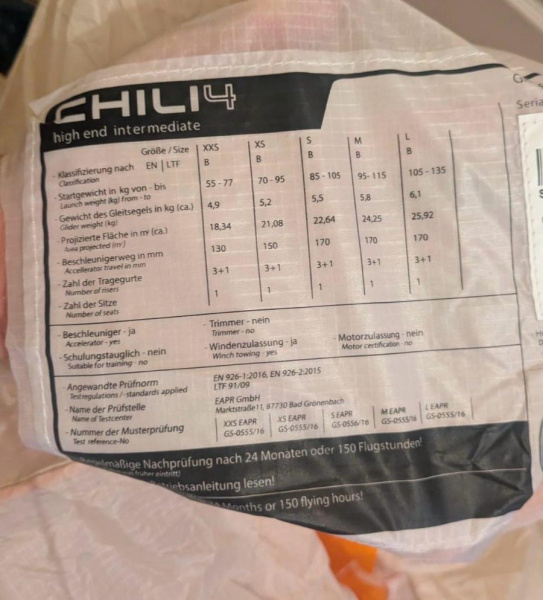 CHILI4
high end intermediate
Größe / Size XXS XS S M L
- Klassifizierung nach EN | LTF B B B B B
Classification
- Startgewicht in kg von - bis 55 - 77 70 - 95 85 - 105 95 - 115 105 - 135
Launch weight (kg) from - to
- Gewicht des Gleitsegels in kg (ca.) 4,9 5,2 5,5 5,8 6,1
Glider weight (kg)
- Projizierte Fläche in m² (ca.) 18,34 21,08 22,64 24,25 25,92
Area projected (m²)
- Beschleunigerweg in mm 130 150 170 170 170
Accellerator travel in mm
- Zahl der Tragegurte 3+1 3+1 3+1 3+1 3+1
Number of risers
- Zahl der Sitze 1 1 1 1 1
Number of seats
- Beschleuniger - ja - Trimmer - nein
Accelerator - yes Trimmer - no
- Schulungstauglich - nein - Windenzulassung - ja - Motorzulassung - nein
Suitable for training - no Winch towing - yes Motor certification - no
- Angewandte Prüfnorm EN 926-1:2016, EN 926-2:2015
Test regulations / - standards applied LTF 91/09
- Name der Prüfstelle EAPR GmbH
Name of Testcenter Marktstraße11, 87730 Bad Grönenbach
- Nummer der Musterprüfung XXS EAPR XS EAPR S EAPR M EAPR L EAPR
Test reference-No GS-0555/16 GS-0555/16 GS-0556/16 GS-0555/16 GS-0555/16
mäßige Nachprüfung nach 24 Monaten oder 150 Flugstunden!
früher eintritt)
iebsanleitung lesen!
Months or 150 flying hours!
Seria